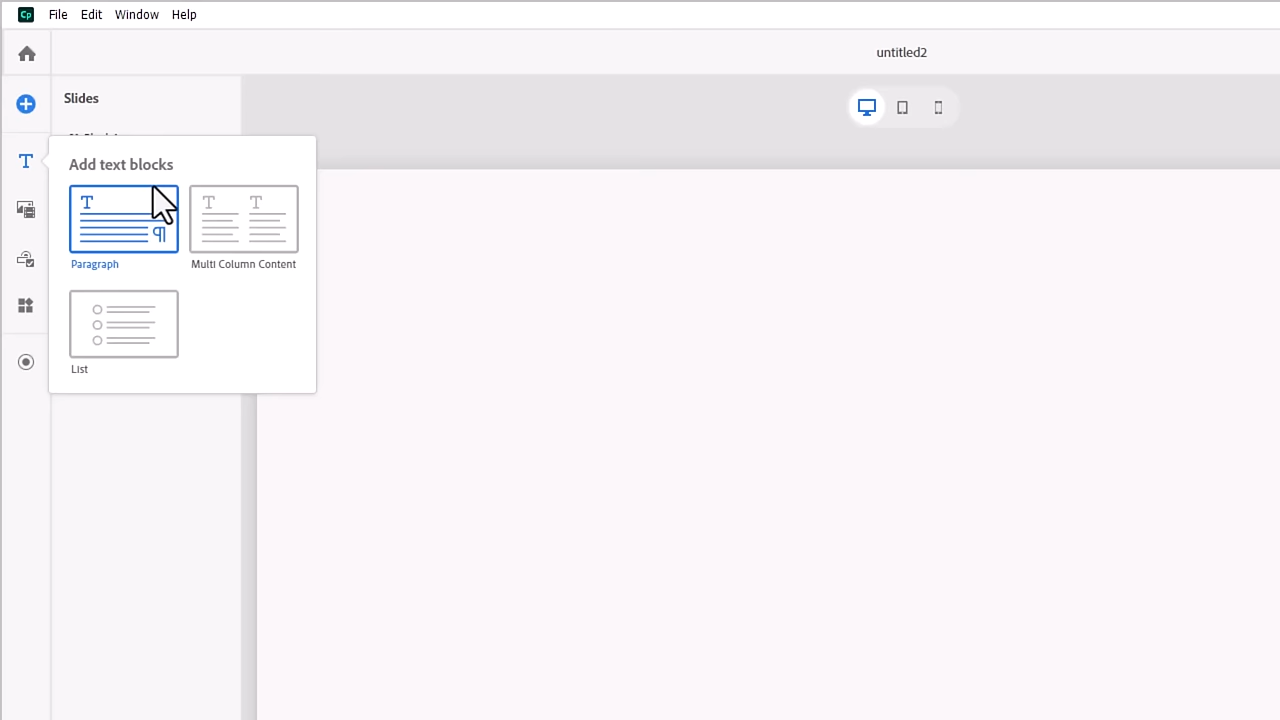 Cp File Edit Window Help
untitled2
Slides
Add text blocks
Paragraph
Multi Column Content
List